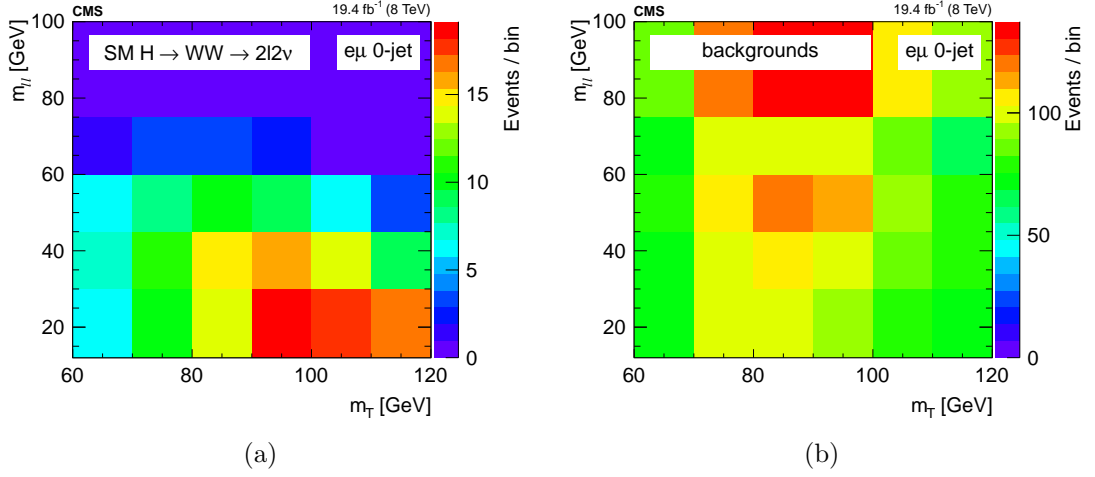 CMS 19.4 fb⁻¹ (8 TeV)
SM H → WW → 2l2ν eμ 0-jet
m_ll [GeV]
100
80
60
40
20
60 80 100 120
m_T [GeV]
Events / bin
15
10
5
0
(a)
CMS 19.4 fb⁻¹ (8 TeV)
backgrounds eμ 0-jet
m_ll [GeV]
100
80
60
40
20
60 80 100 120
m_T [GeV]
Events / bin
100
50
0
(b)